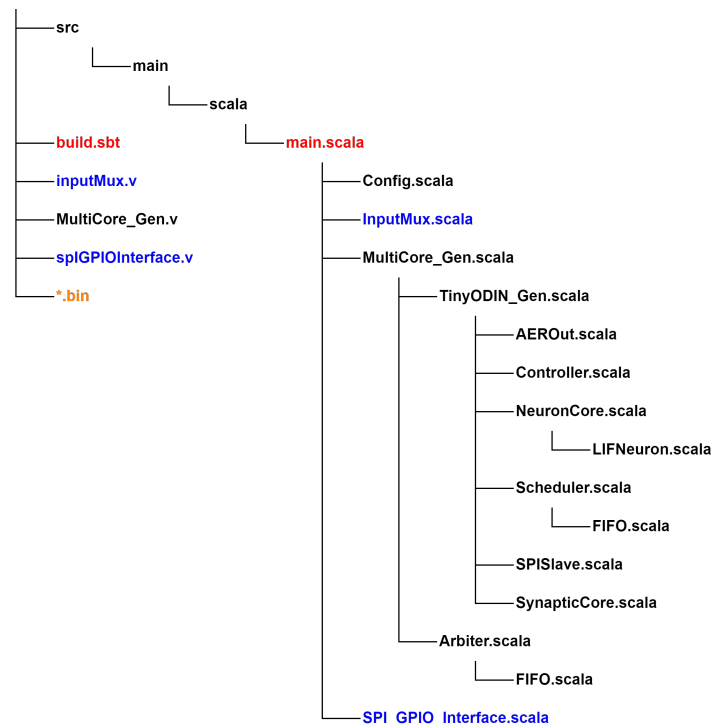 src
main
scala
build.sbt
main.scala
inputMux.v
Config.scala
MultiCore_Gen.v
InputMux.scala
spIGPIOInterface.v
MultiCore_Gen.scala
*.bin
TinyODIN_Gen.scala
AEROut.scala
Controller.scala
NeuronCore.scala
LIFNeuron.scala
Scheduler.scala
FIFO.scala
SPISlave.scala
SynapticCore.scala
Arbiter.scala
FIFO.scala
SPI_GPIO_Interface.scala